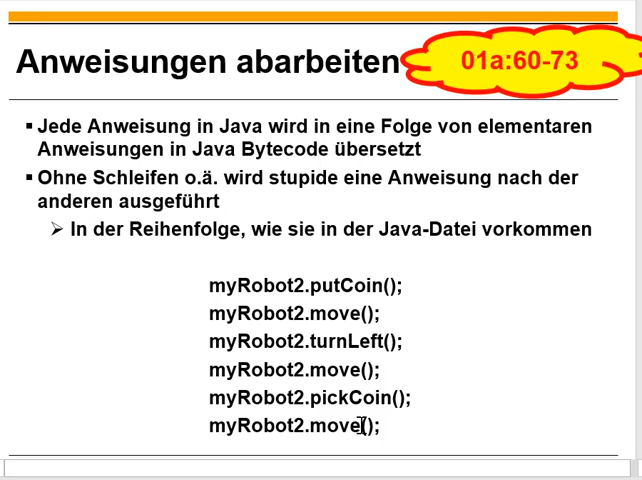 Anweisungen abarbeiten
01a:60-73
▪ Jede Anweisung in Java wird in eine Folge von elementaren
Anweisungen in Java Bytecode übersetzt
▪ Ohne Schleifen o.ä. wird stupide eine Anweisung nach der
anderen ausgeführt
➢ In der Reihenfolge, wie sie in der Java-Datei vorkommen
myRobot2.putCoin();
myRobot2.move();
myRobot2.turnLeft();
myRobot2.move();
myRobot2.pickCoin();
myRobot2.move();